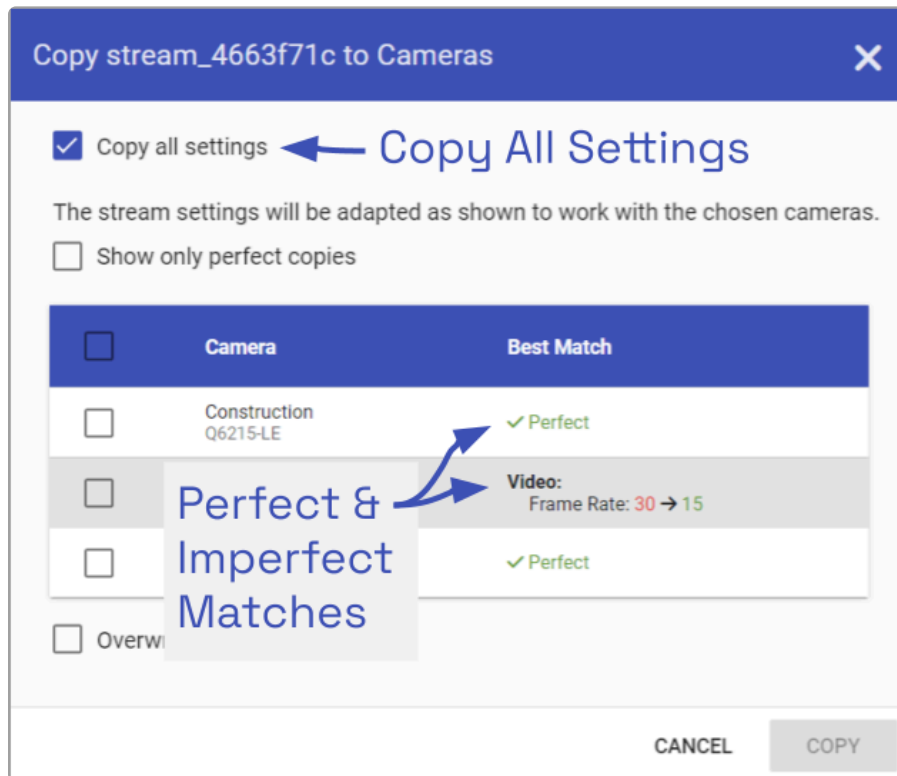 Copy stream_4663f71c to Cameras
Copy all settings
Copy All Settings
The stream settings will be adapted as shown to work with the chosen cameras.
Show only perfect copies
Camera Best Match
Construction
Q6215-LE
Perfect
Video:
Frame Rate: 30 → 15
Perfect
Perfect &
Imperfect
Matches
CANCEL COPY